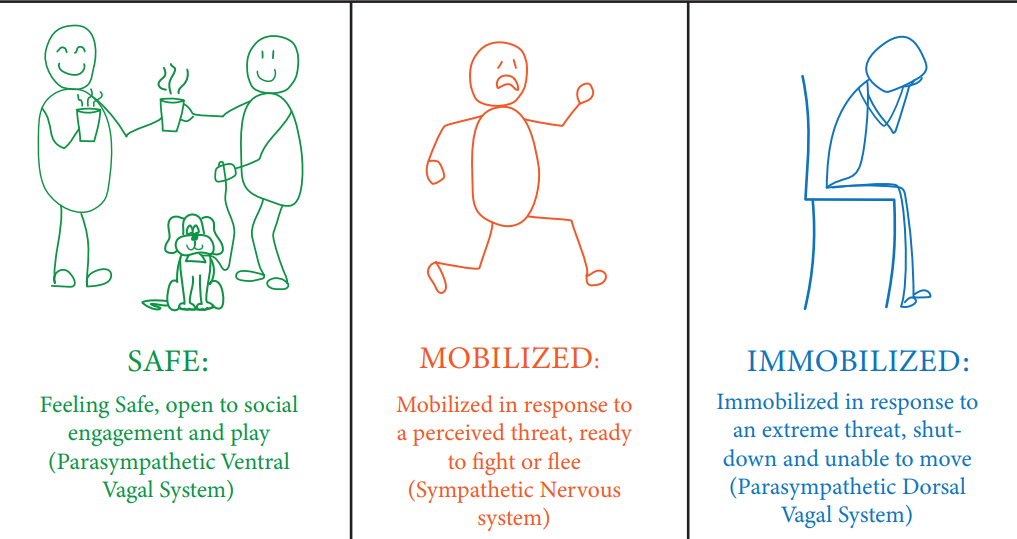 SAFE:
Feeling Safe, open to social
engagement and play
(Parasympathetic Ventral
Vagal System)
MOBILIZED:
Mobilized in response to
a perceived threat, ready
to fight or flee
(Sympathetic Nervous
system)
IMMOBILIZED:
Immobilized in response to
an extreme threat, shut-
down and unable to move
(Parasympathetic Dorsal
Vagal System)